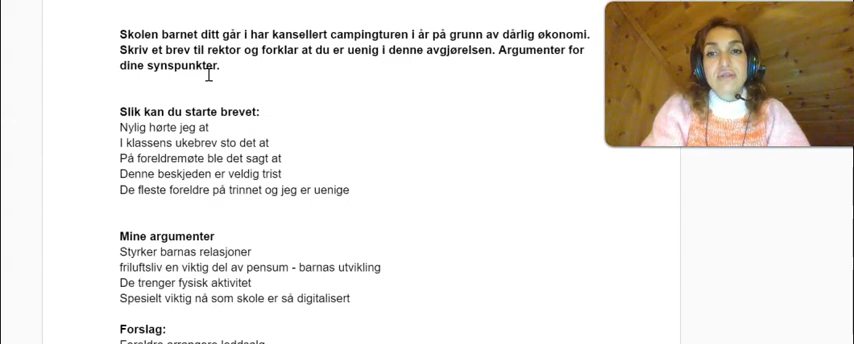 Skolen barnet ditt går i har kansellert campingturen i år på grunn av dårlig økonomi.
Skriv et brev til rektor og forklar at du er uenig i denne avgjørelsen. Argumenter for
dine synspunkter.
Slik kan du starte brevet:
Nylig hørte jeg at
I klassens ukebrev sto det at
På foreldremøte ble det sagt at
Denne beskjeden er veldig trist
De fleste foreldre på trinnet og jeg er uenige
Mine argumenter
Styrker barnas relasjoner
friluftsliv en viktig del av pensum - barnas utvikling
De trenger fysisk aktivitet
Spesielt viktig nå som skole er så digitalisert
Forslag: